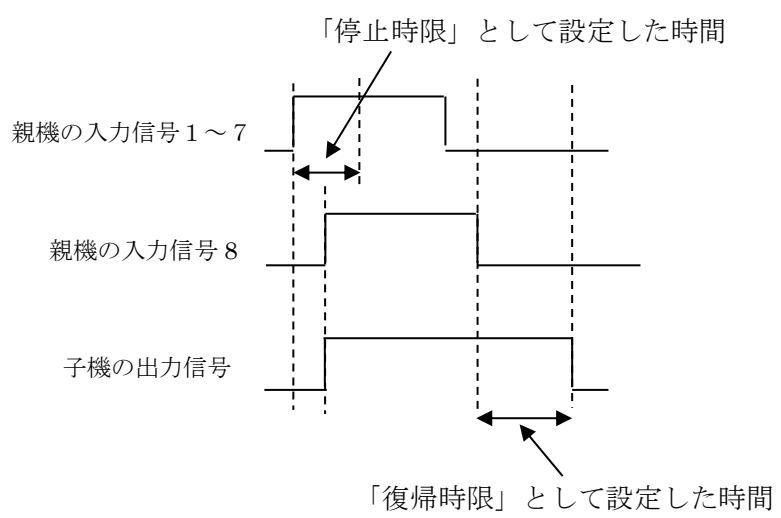 「停止時限」として設定した時間
親機の入力信号１～７
親機の入力信号８
子機の出力信号
「復帰時限」として設定した時間